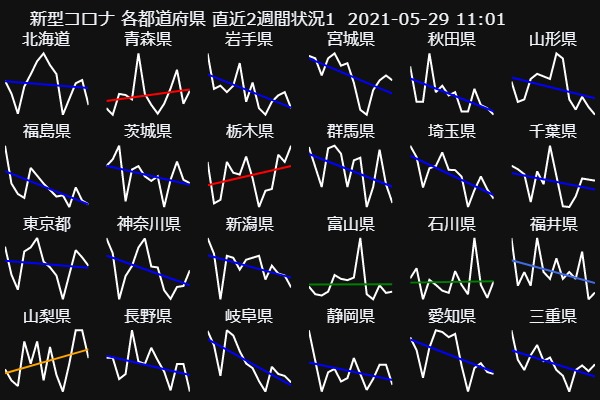 新型コロナ 各都道府県 直近2週間状況1 2021-05-29 11:01
北海道 青森県 岩手県 宮城県 秋田県 山形県
福島県 茨城県 栃木県 群馬県 埼玉県 千葉県
東京都 神奈川県 新潟県 富山県 石川県 福井県
山梨県 長野県 岐阜県 静岡県 愛知県 三重県